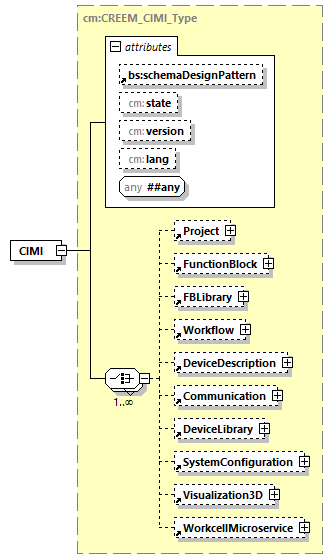 cm:CREEM_CIMI_Type
attributes
bs:schemaDesignPattern
cm:state
cm:version
cm:lang
any ##any
CIMI
Project
FunctionBlock
FBLibrary
Workflow
DeviceDescription
1..∞
Communication
DeviceLibrary
SystemConfiguration
Visualization3D
WorkcellMicroservice